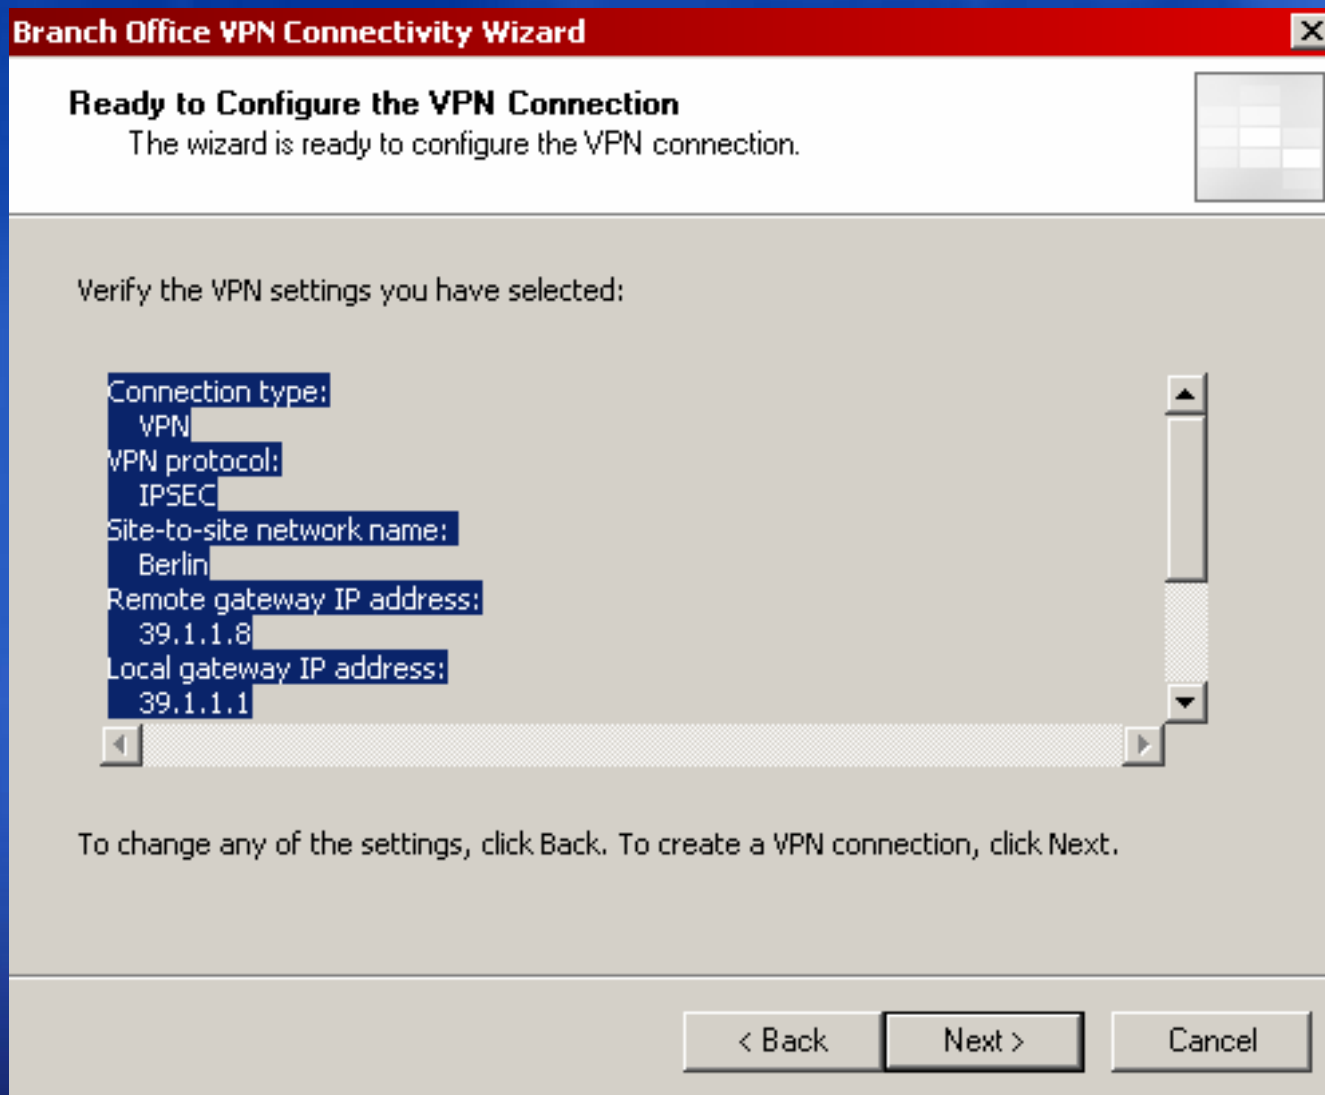 Branch Office VPN Connectivity Wizard
Ready to Configure the VPN Connection
The wizard is ready to configure the VPN connection.
Verify the VPN settings you have selected:
Connection type:
VPN
VPN protocol:
IPSEC
Site-to-site network name:
Berlin
Remote gateway IP address:
39.1.1.8
Local gateway IP address:
39.1.1.1
To change any of the settings, click Back. To create a VPN connection, click Next.
< Back
Next >
Cancel